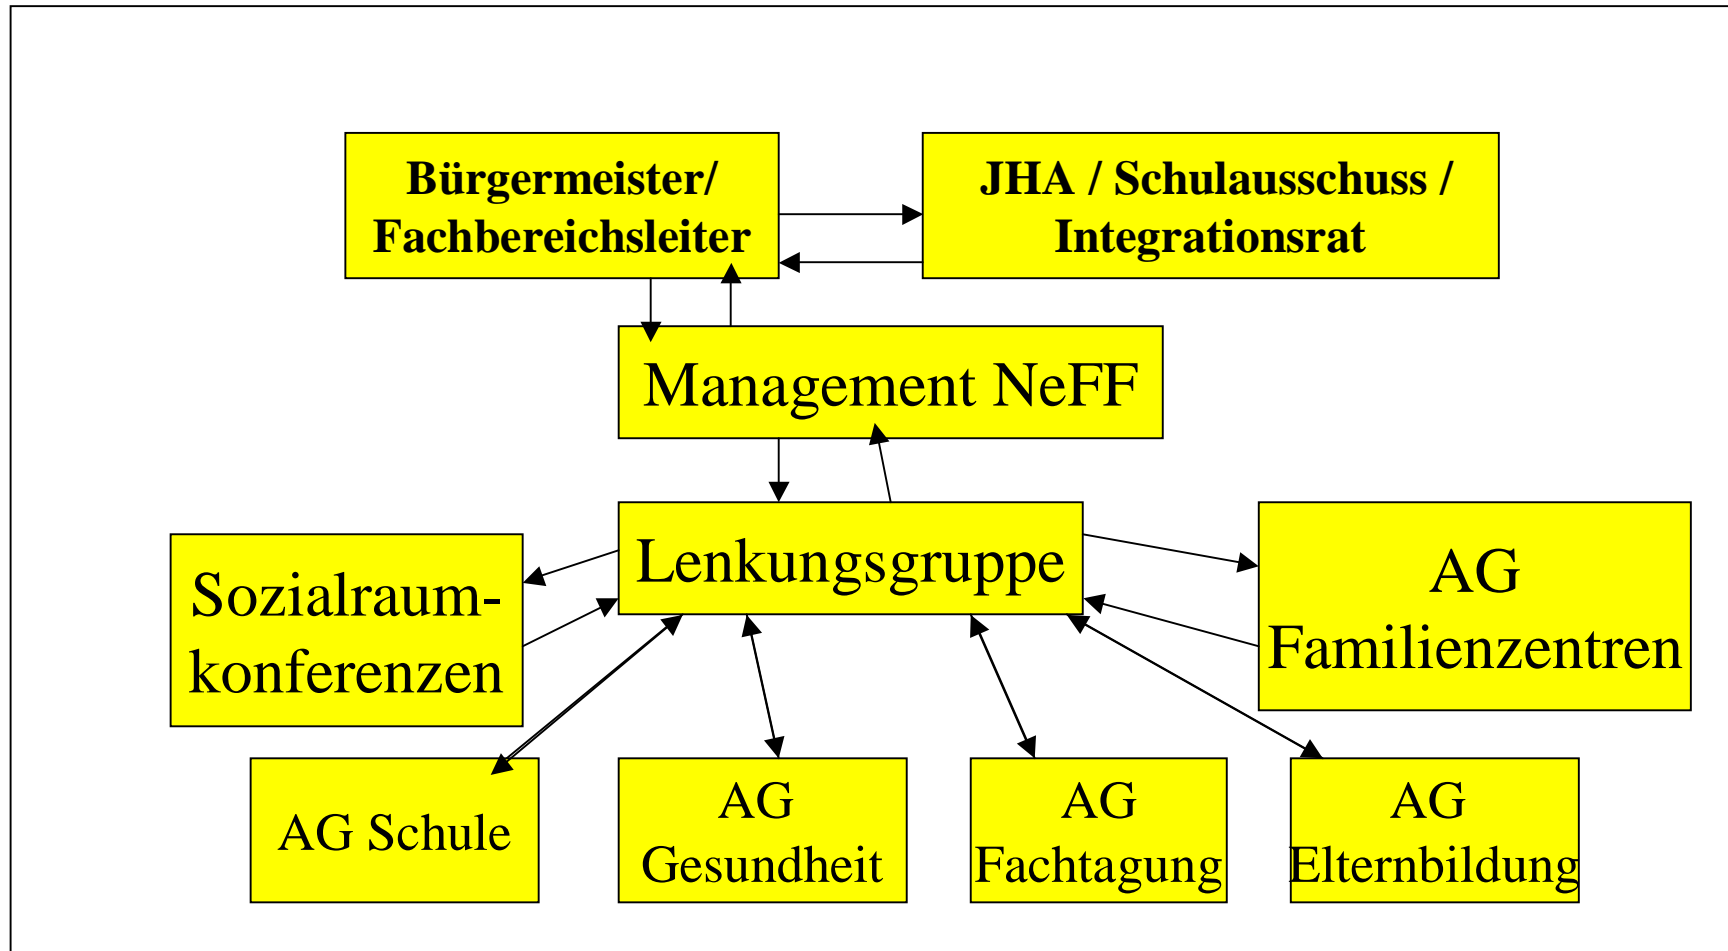 Bürgermeister/
Fachbereichsleiter
JHA / Schulausschuss /
Integrationsrat
Management NeFF
Lenkungsgruppe
Sozialraum-
konferenzen
AG
Familienzentren
AG Schule
AG
Gesundheit
AG
Fachtagung
AG
Elternbildung